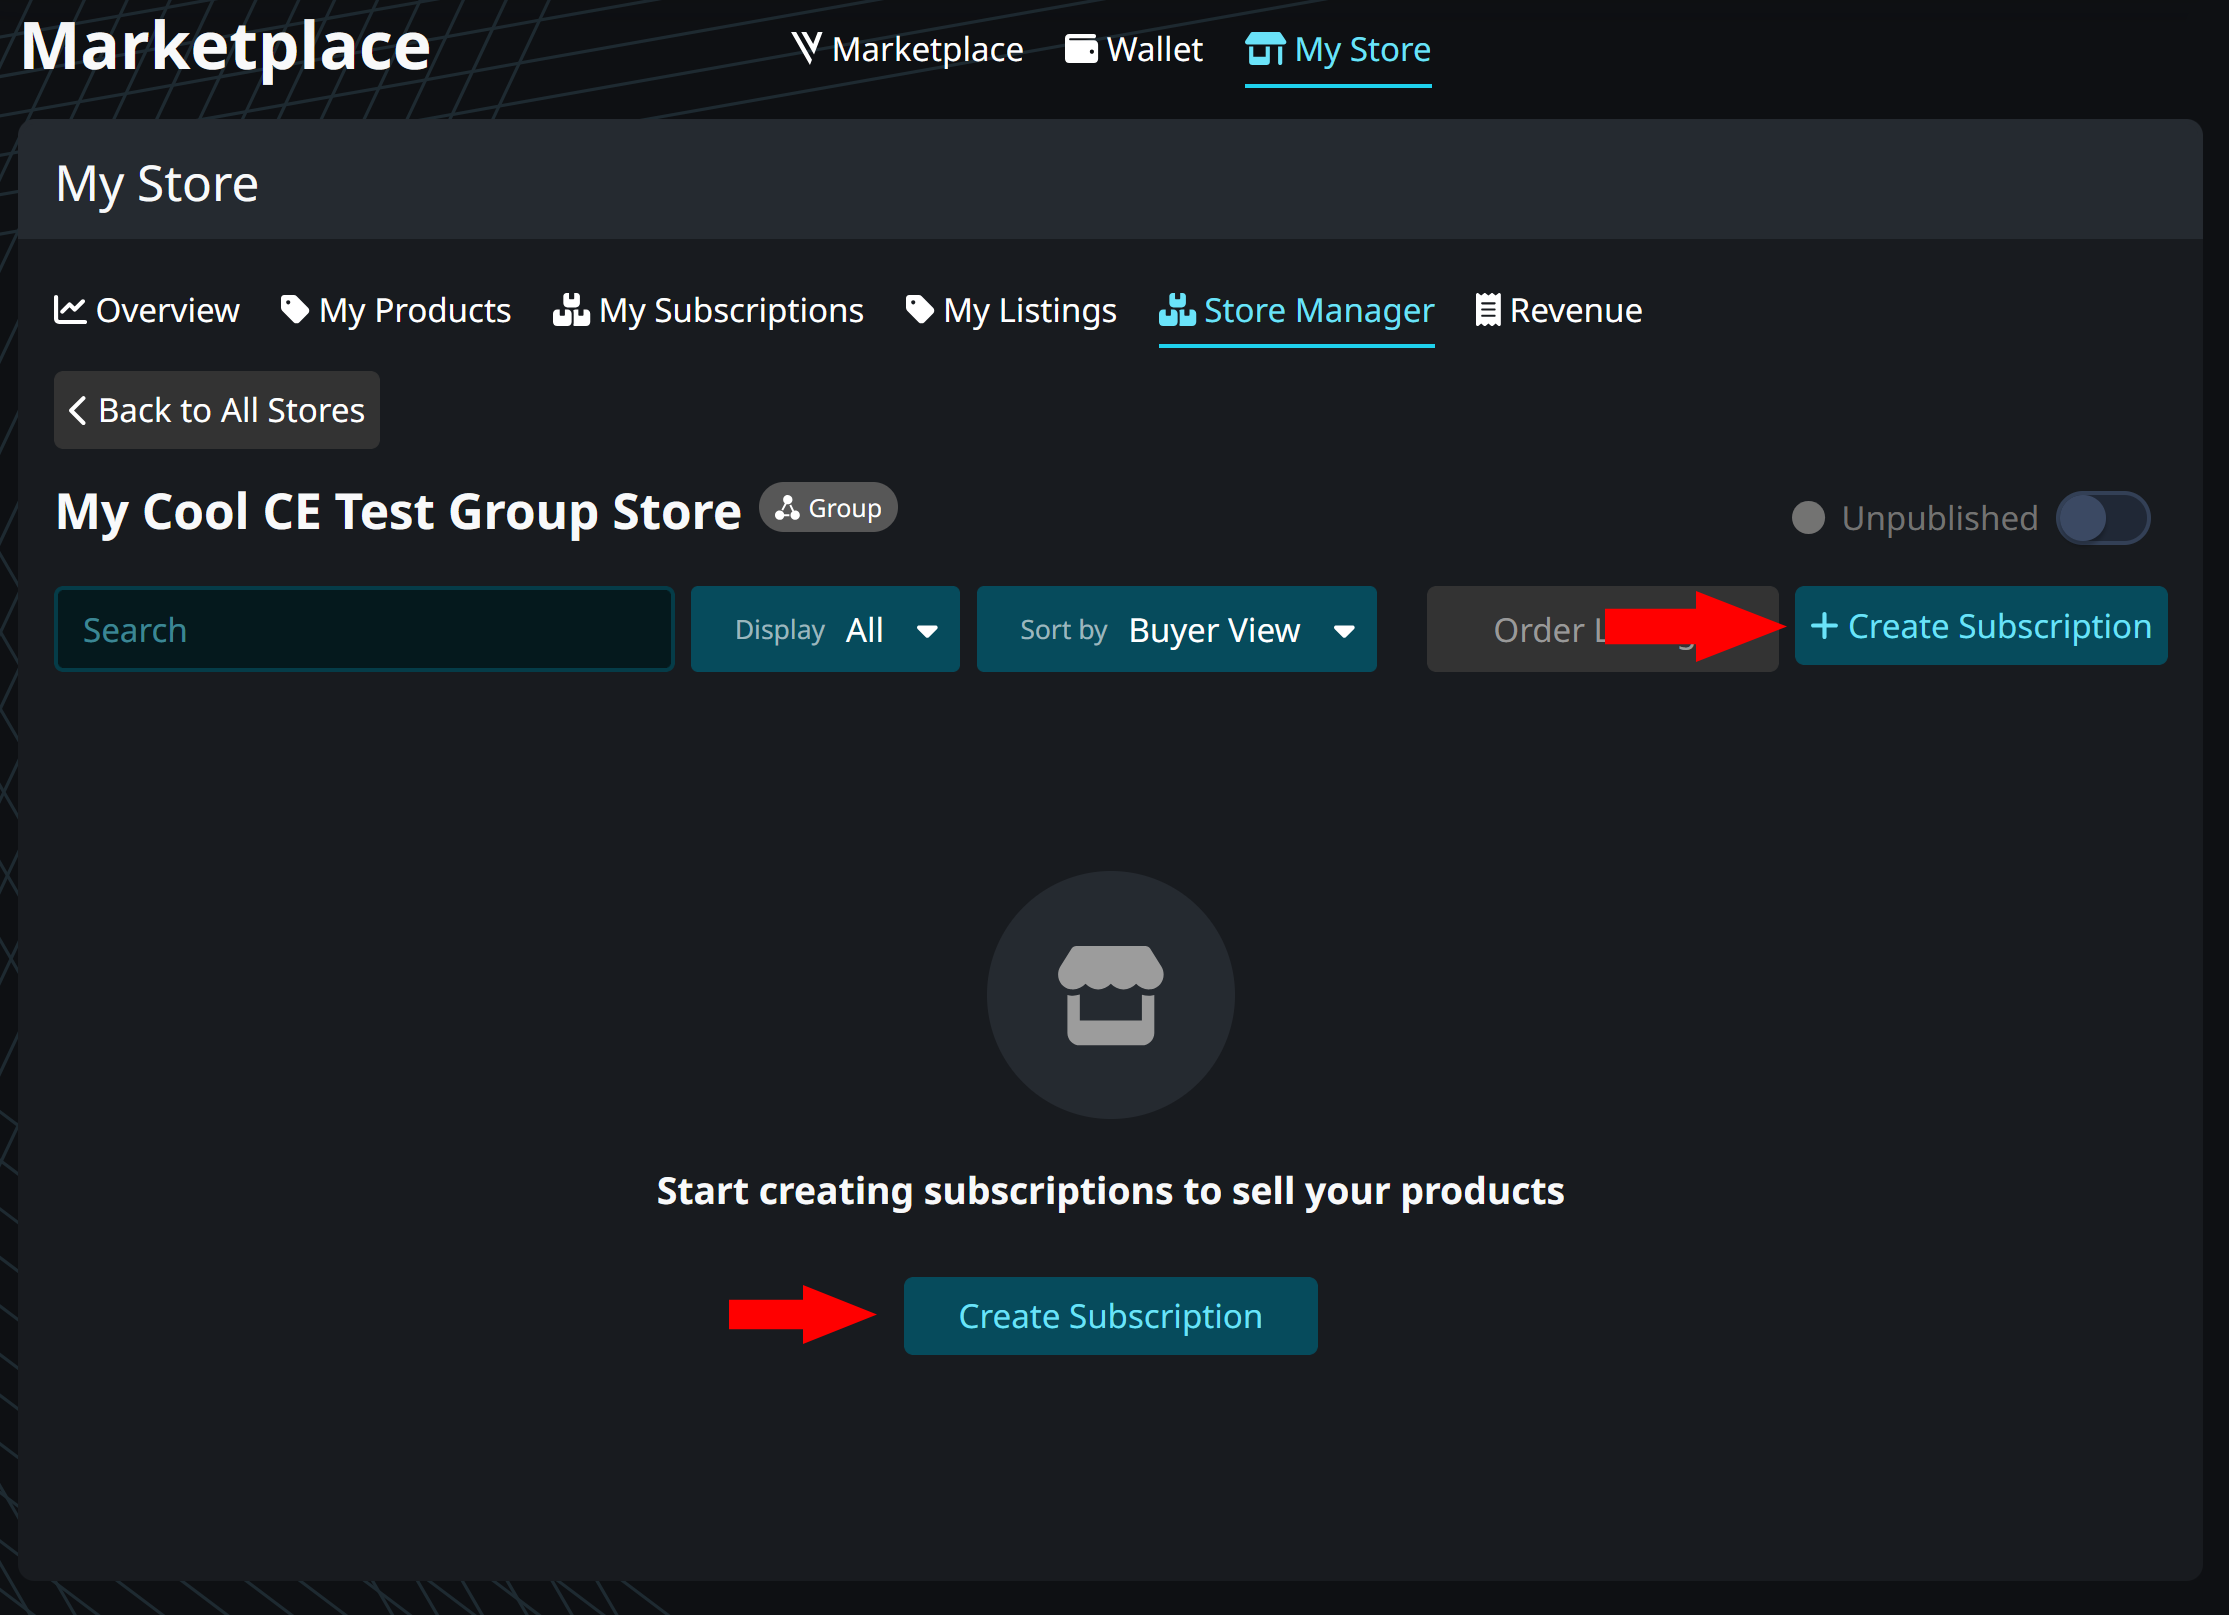 Marketplace
Marketplace Wallet My Store
My Store
Overview My Products My Subscriptions My Listings Store Manager Revenue
Back to All Stores
My Cool CE Test Group Store Group
Unpublished
Search Display All Sort by Buyer View Order + Create Subscription
Start creating subscriptions to sell your products
Create Subscription